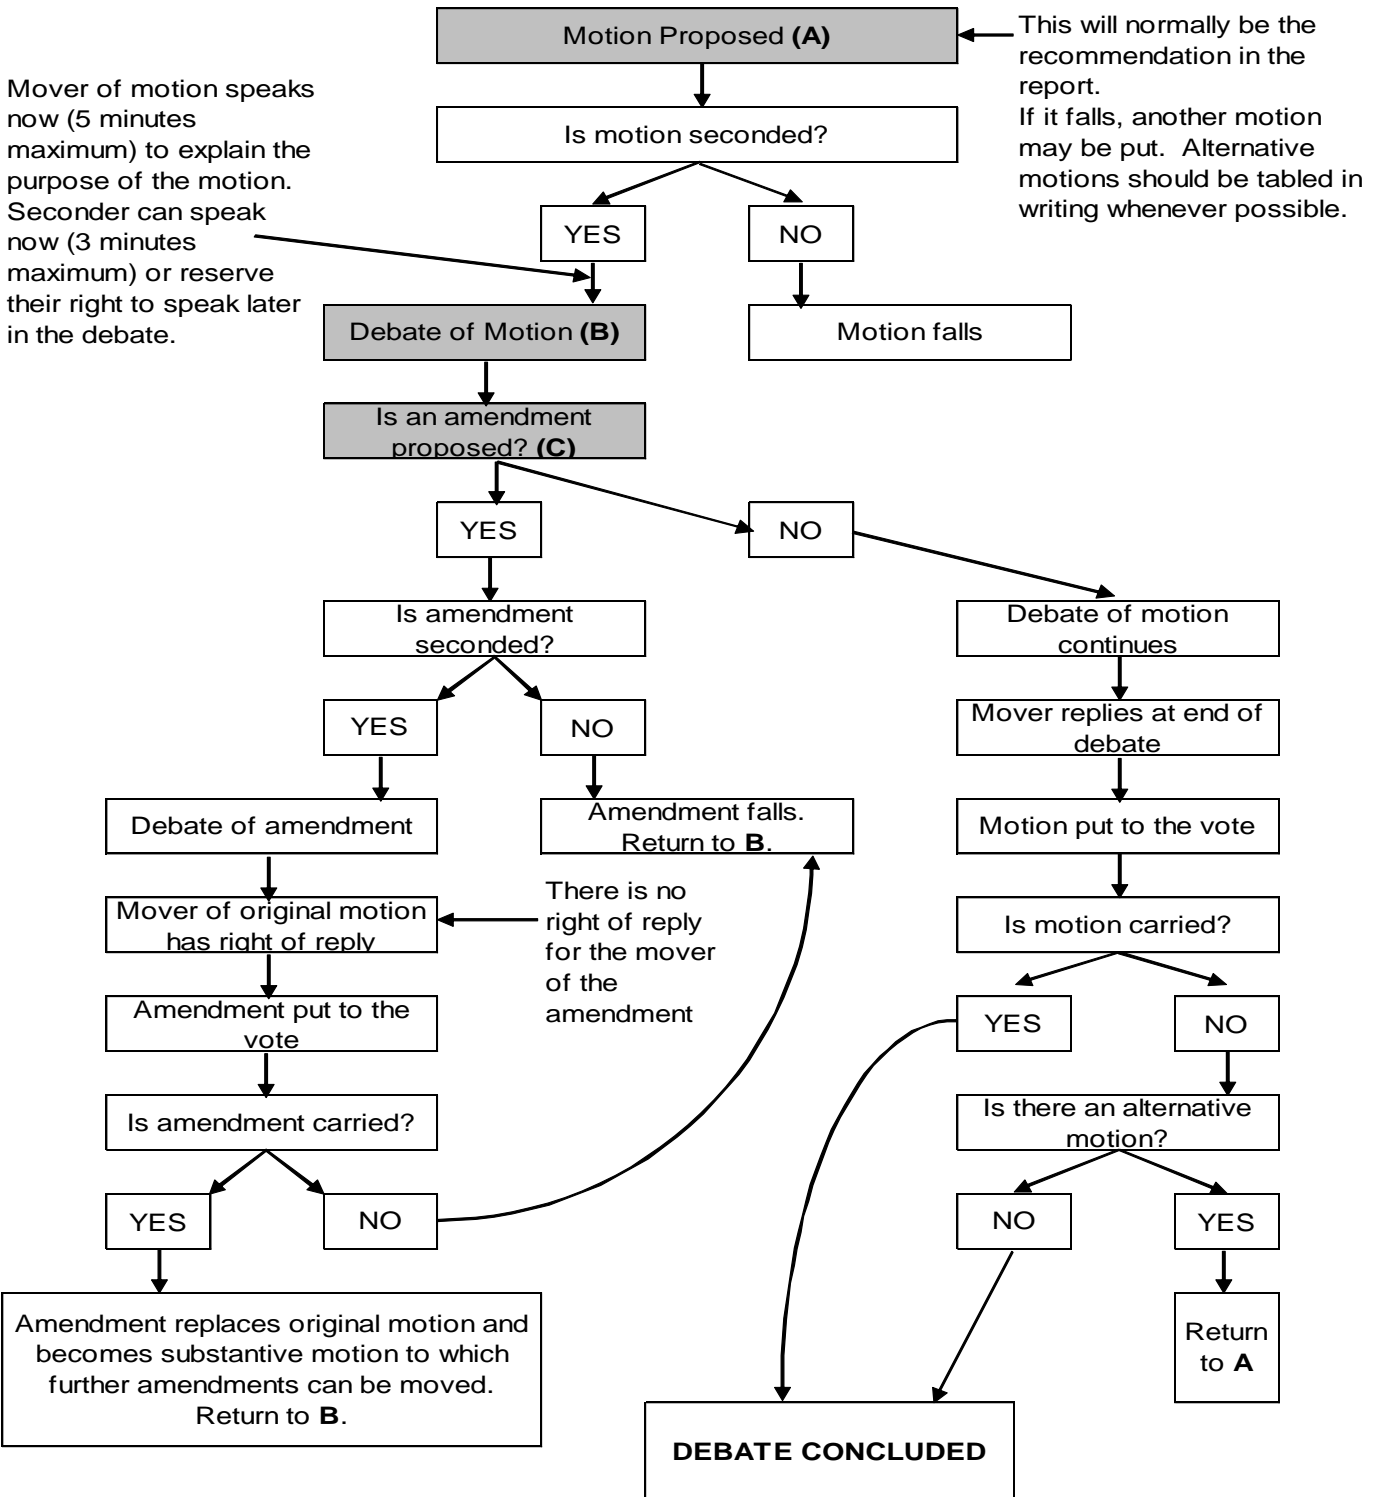 Motion Proposed (A)
This will normally be the
recommendation in the
report.
If it falls, another motion
may be put. Alternative
motions should be tabled in
writing whenever possible.
Mover of motion speaks
now (5 minutes
maximum) to explain the
purpose of the motion.
Seconder can speak
now (3 minutes
maximum) or reserve
their right to speak later
in the debate.
Is motion seconded?
YES
NO
Debate of Motion (B)
Motion falls
Is an amendment
proposed? (C)
YES
NO
Is amendment
seconded?
Debate of motion
continues
YES
NO
Mover replies at end of
debate
Debate of amendment
Amendment falls.
Return to B.
Motion put to the vote
Mover of original motion
has right of reply
There is no
right of reply
for the mover
of the
amendment
Is motion carried?
Amendment put to the
vote
YES
NO
Is amendment carried?
Is there an alternative
motion?
YES
NO
NO
YES
Amendment replaces original motion and
becomes substantive motion to which
further amendments can be moved.
Return to B.
Return
to A
DEBATE CONCLUDED